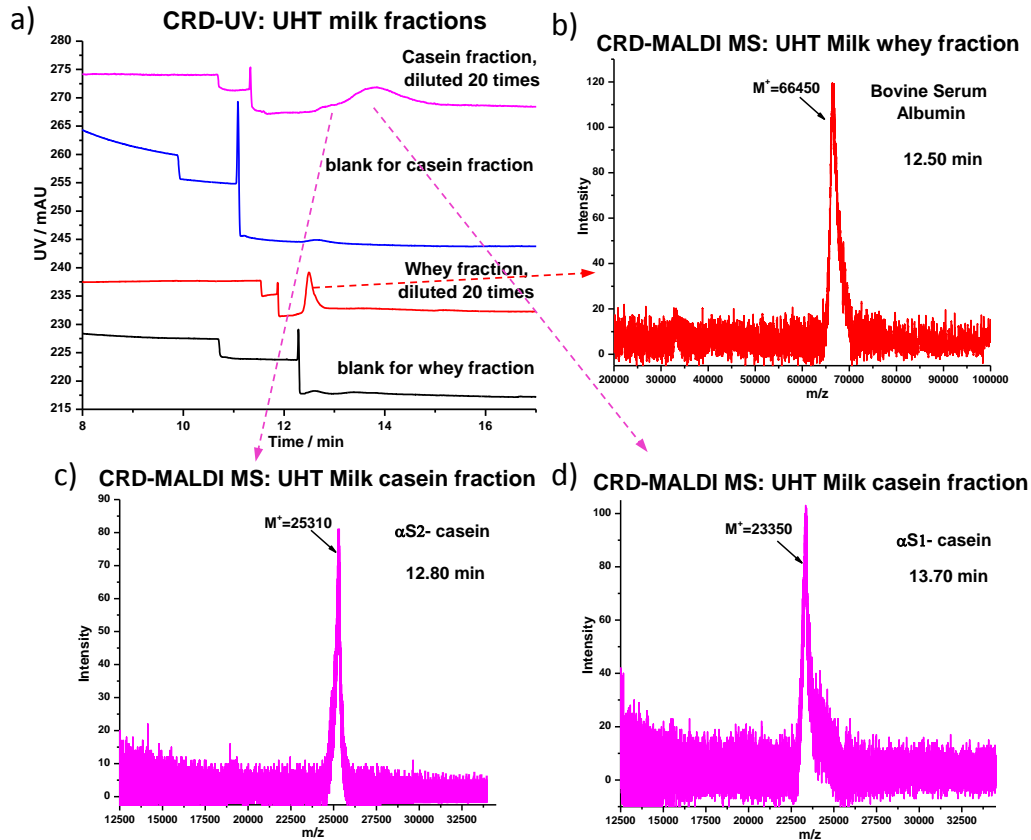 a)
CRD-UV: UHT milk fractions
280
275
270
265
260
255
245
240
235
230
225
220
215
UV / mAU
Casein fraction,
diluted 20 times
blank for casein fraction
Whey fraction,
diluted 20 times
blank for whey fraction
8
10
12
14
16
Time / min
b)
CRD-MALDI MS: UHT Milk whey fraction
120
100
80
60
40
20
0
Intensity
M+=66450
Bovine Serum
Albumin
12.50 min
20000
30000
40000
50000
60000
70000
80000
90000
100000
m/z
c)
CRD-MALDI MS: UHT Milk casein fraction
90
80
70
60
50
40
30
20
10
0
Intensity
M+=25310
αS2- casein
12.80 min
12500
15000
17500
20000
22500
25000
27500
30000
32500
m/z
d)
CRD-MALDI MS: UHT Milk casein fraction
100
80
60
40
20
0
Intensity
M+=23350
αS1- casein
13.70 min
12500
15000
17500
20000
22500
25000
27500
30000
32500
m/z